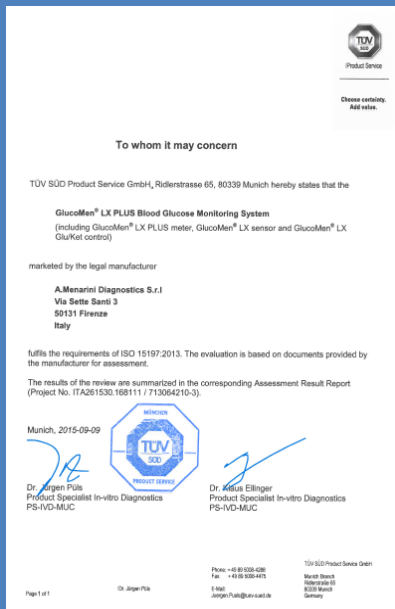 TÜV
SÜD
Product Service
Choose certainty.
Add value.
To whom it may concern
TÜV SÜD Product Service GmbH, Ridlerstrasse 65, 80339 Munich hereby states that the
GlucoMen® LX PLUS Blood Glucose Monitoring System
(including GlucoMen® LX PLUS meter, GlucoMen® LX sensor and GlucoMen® LX
Glu/Ket control)
marketed by the legal manufacturer
A.Menarini Diagnostics S.r.l
Via Sette Santi 3
50131 Firenze
Italy
fulfils the requirements of ISO 15197:2013. The evaluation is based on documents provided by
the manufacturer for assessment.
The results of the review are summarized in the corresponding Assessment Result Report
(Project No. ITA261530.168111 / 713064210-3).
Munich, 2015-09-09
MÜNCHEN
TÜV
SÜD
PRODUCT SERVICE
Dr. Jürgen Püls
Product Specialist In-vitro Diagnostics
PS-IVD-MUC
Dr. Klaus Ellinger
Product Specialist In-vitro Diagnostics
PS-IVD-MUC
Page 1 of 1
/Dr. Jürgen Püls
Phone: +49 89 5008-4288
Fax: +49 89 5008-4475
E-Mail:
Juergen.Puels@tuev-sued.de
TÜV SÜD Product Service GmbH
Munich Branch
Ridlerstraße 65
80339 Munich
Germany